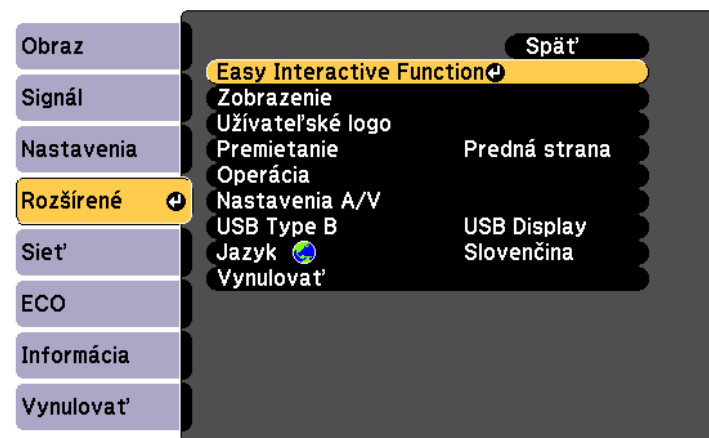 Obraz
Signál
Nastavenia
Rozšírené
Sieť
ECO
Informácia
Vynulovať
Späť
Easy Interactive Function
Zobrazenie
Užívateľské logo
Premietanie Predná strana
Operácia
Nastavenia A/V
USB Type B USB Display
Jazyk Slovenčina
Vynulovať